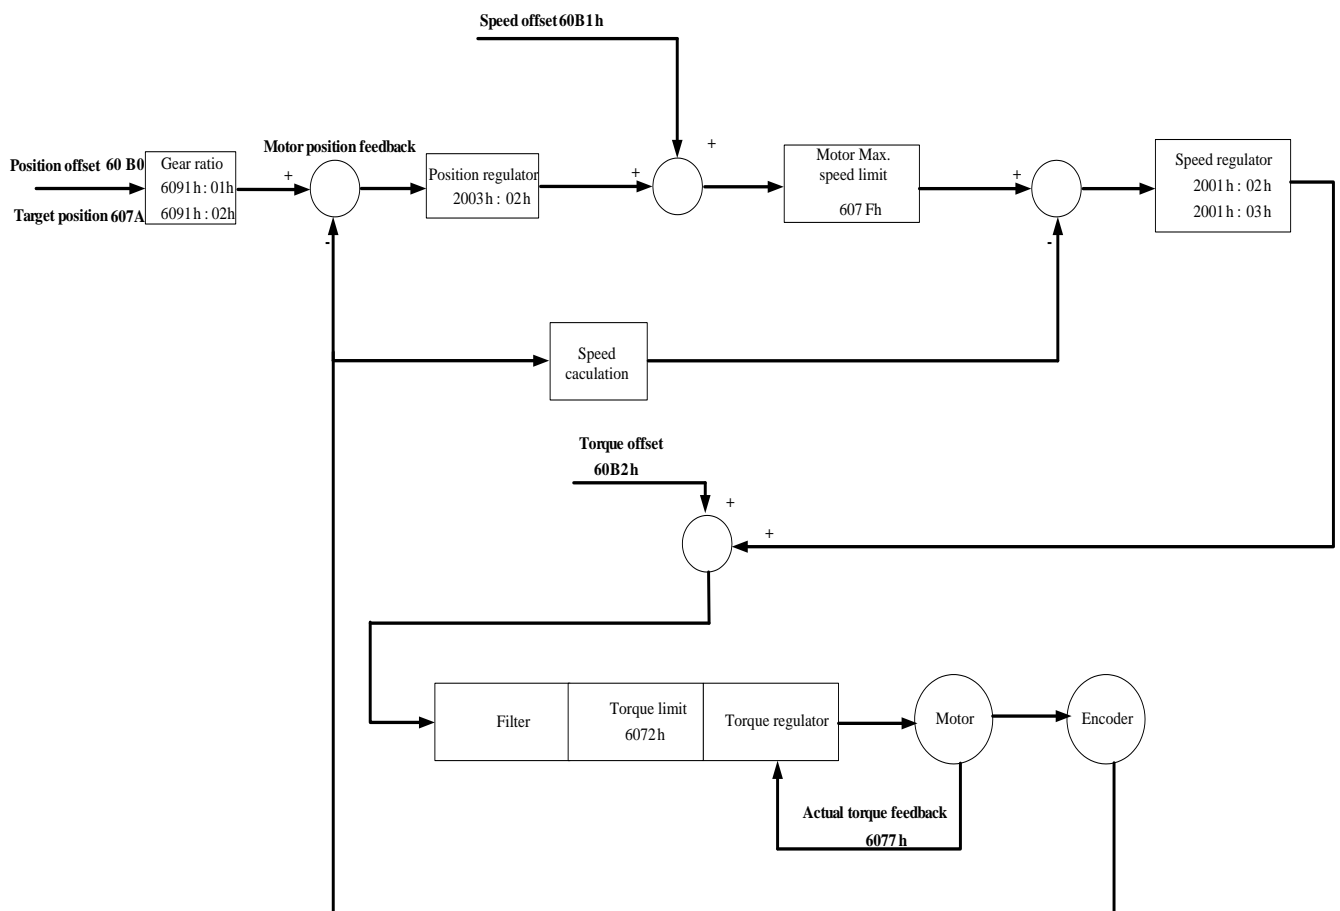 Speed offset 60B1h
+
Position offset 60 B0
Target position 607A
Gear ratio
6091h : 01h
6091h : 02h
+
Motor position feedback
-
Position regulator
2003h : 02h
+
Motor Max.
speed limit
607Fh
+
-
Speed regulator
2001h : 02h
2001h : 03h
Speed
caculation
Torque offset
60B2h
+
+
Filter
Torque limit
6072h
Torque regulator
Motor
Encoder
Actual torque feedback
6077h